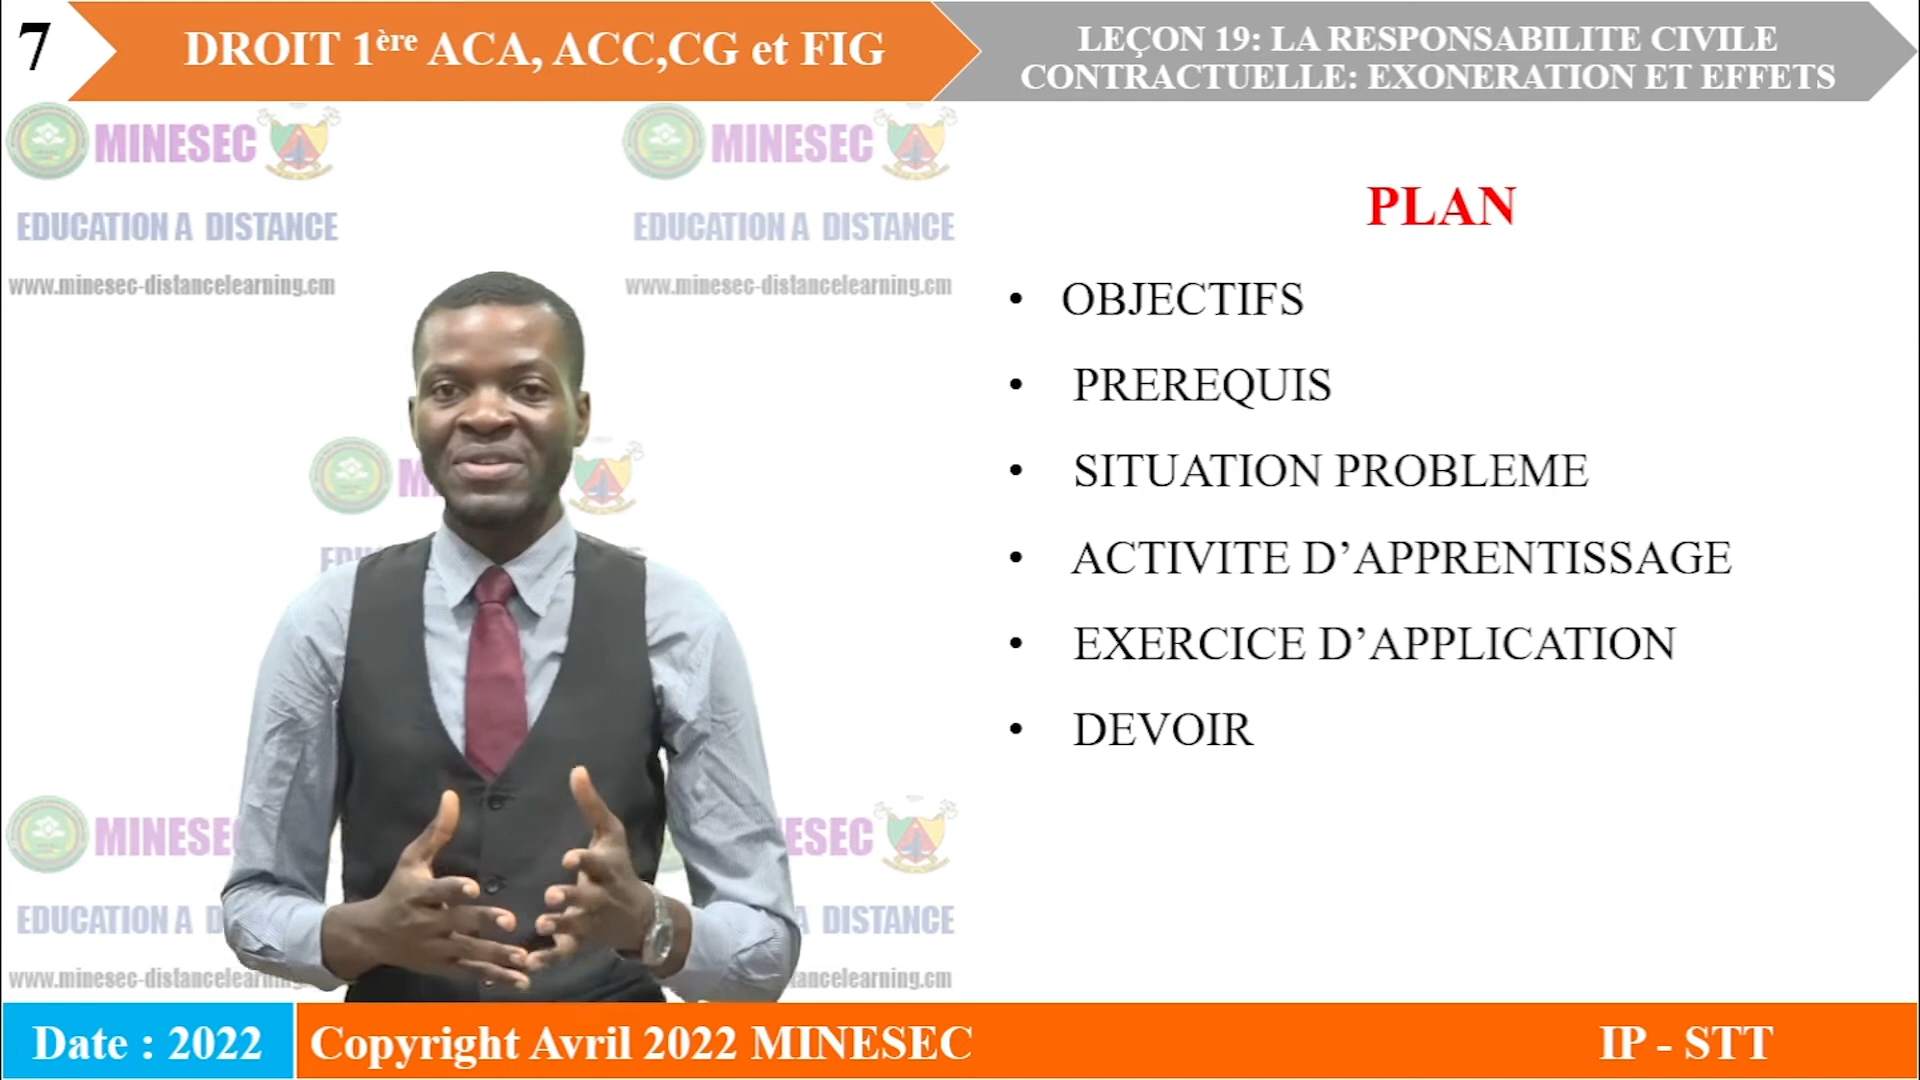 7
DROIT 1ère ACA, ACC,CG et FIG
LEÇON 19: LA RESPONSABILITE CIVILE
CONTRACTUELLE: EXONERATION ET EFFETS
MINESEC
MINESEC
EDUCATION A DISTANCE
EDUCATION A DISTANCE
www.minesec-distancelearning.cm
www.minesec-distancelearning.cm
PLAN
• OBJECTIFS
• PREREQUIS
• SITUATION PROBLEME
• ACTIVITE D’APPRENTISSAGE
• EXERCICE D’APPLICATION
• DEVOIR
Date : 2022
Copyright Avril 2022 MINESEC
IP - STT